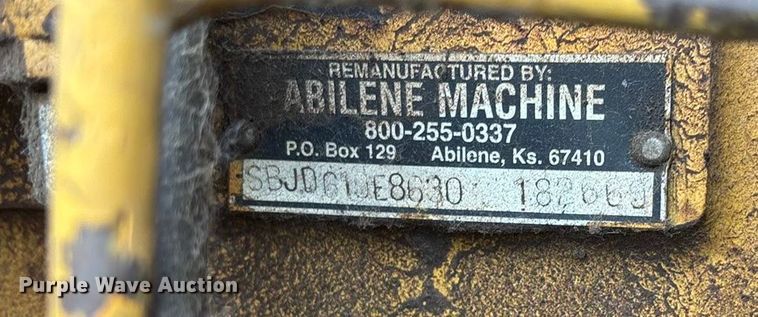 REMANUFACTURED BY:
ABILENE MACHINE
800-255-0337
P.O. Box 129 Abilene, Ks. 67410
Purple Wave Auction